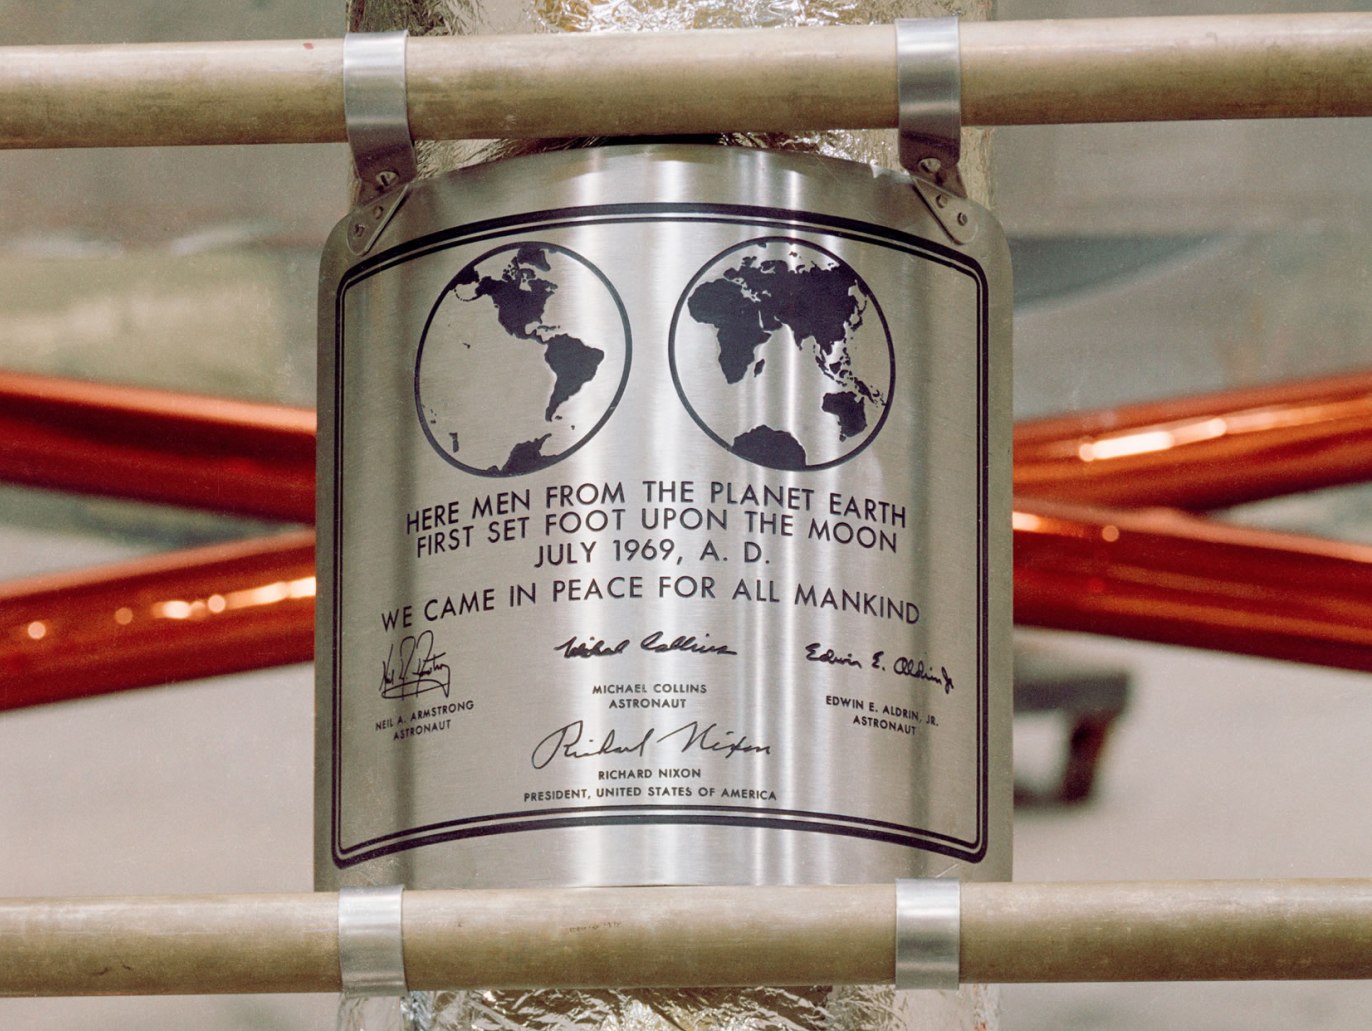 HERE MEN FROM THE PLANET EARTH
FIRST SET FOOT UPON THE MOON
JULY 1969, A. D.
WE CAME IN PEACE FOR ALL MANKIND
Neil A. Armstrong
Michael Collins
Edwin E. Aldrin Jr
NEIL A. ARMSTRONG
ASTRONAUT
MICHAEL COLLINS
ASTRONAUT
EDWIN E. ALDRIN, JR.
ASTRONAUT
Richard Nixon
RICHARD NIXON
PRESIDENT, UNITED STATES OF AMERICA